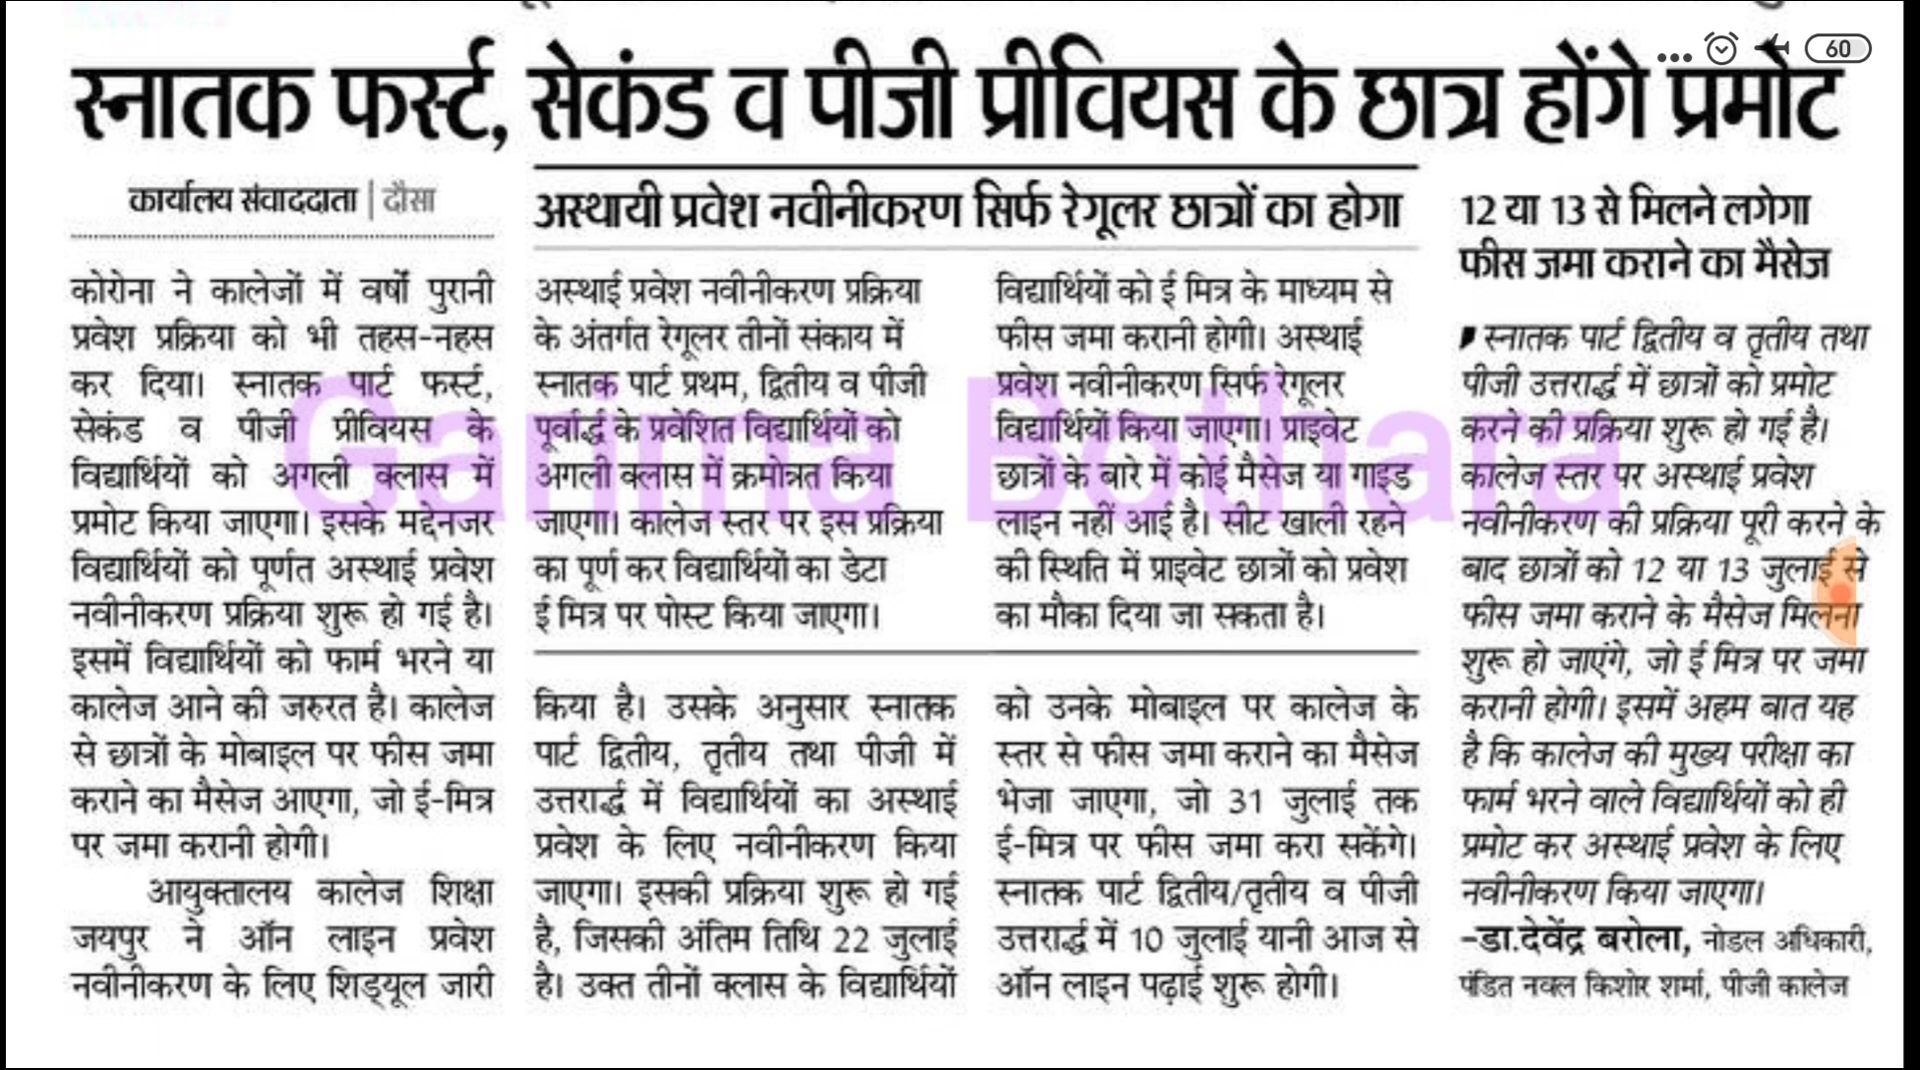 स्नातक फर्स्ट, सेकंड व पीजी प्रीवियस के छात्र होंगे प्रमोट
60
कार्यालय संवाददाता | दौसा
कोरोना ने कालेजों में वर्षों पुरानी
प्रवेश प्रक्रिया को भी तहस-नहस
कर दिया। स्नातक पार्ट फर्स्ट,
सेकंड व पीजी प्रीवियस के
विद्यार्थियों को अगली क्लास में
प्रमोट किया जाएगा। इसके मद्देनजर
विद्यार्थियों को पूर्णत अस्थाई प्रवेश
नवीनीकरण प्रक्रिया शुरू हो गई है।
इसमें विद्यार्थियों को फार्म भरने या
कालेज आने की जरुरत है। कालेज
से छात्रों के मोबाइल पर फीस जमा
कराने का मैसेज आएगा, जो ई-मित्र
पर जमा करानी होगी।
आयुक्तालय कालेज शिक्षा
जयपुर ने ऑन लाइन प्रवेश
नवीनीकरण के लिए शिड्यूल जारी
अस्थायी प्रवेश नवीनीकरण सिर्फ रेगूलर छात्रों का होगा
अस्थाई प्रवेश नवीनीकरण प्रक्रिया
के अंतर्गत रेगूलर तीनों संकाय में
स्नातक पार्ट प्रथम, द्वितीय व पीजी
पूर्वार्द्ध के प्रवेशित विद्यार्थियों को
अगली क्लास में क्रमोन्नत किया
जाएगा। कालेज स्तर पर इस प्रक्रिया
का पूर्ण कर विद्यार्थियों का डेटा
ई मित्र पर पोस्ट किया जाएगा।
विद्यार्थियों को ई मित्र के माध्यम से
फीस जमा करानी होगी। अस्थाई
प्रवेश नवीनीकरण सिर्फ रेगूलर
विद्यार्थियों किया जाएगा। प्राइवेट
छात्रों के बारे में कोई मैसेज या गाइड
लाइन नहीं आई है। सीट खाली रहने
की स्थिति में प्राइवेट छात्रों को प्रवेश
का मौका दिया जा सकता है।
किया है। उसके अनुसार स्नातक
पार्ट द्वितीय, तृतीय तथा पीजी में
उत्तरार्द्ध में विद्यार्थियों का अस्थाई
प्रवेश के लिए नवीनीकरण किया
जाएगा। इसकी प्रक्रिया शुरू हो गई
है, जिसकी अंतिम तिथि 22 जुलाई
है। उक्त तीनों क्लास के विद्यार्थियों
को उनके मोबाइल पर कालेज के
स्तर से फीस जमा कराने का मैसेज
भेजा जाएगा, जो 31 जुलाई तक
ई-मित्र पर फीस जमा करा सकेंगे।
स्नातक पार्ट द्वितीय/तृतीय व पीजी
उत्तरार्द्ध में 10 जुलाई यानी आज से
ऑन लाइन पढ़ाई शुरू होगी।
12 या 13 से मिलने लगेगा
फीस जमा कराने का मैसेज
स्नातक पार्ट द्वितीय व तृतीय तथा
पीजी उत्तरार्द्ध में छात्रों को प्रमोट
करने की प्रक्रिया शुरू हो गई है।
कालेज स्तर पर अस्थाई प्रवेश
नवीनीकरण की प्रक्रिया पूरी करने के
बाद छात्रों को 12 या 13 जुलाई से
फीस जमा कराने के मैसेज मिलना
शुरू हो जाएंगे, जो ई मित्र पर जमा
करानी होगी। इसमें अहम बात यह
है कि कालेज की मुख्य परीक्षा का
फार्म भरने वाले विद्यार्थियों को ही
प्रमोट कर अस्थाई प्रवेश के लिए
नवीनीकरण किया जाएगा।
-डा.देवेंद्र बरोला, नोडल अधिकारी,
पंडित नवल किशोर शर्मा, पीजी कालेज
Garima Bothara